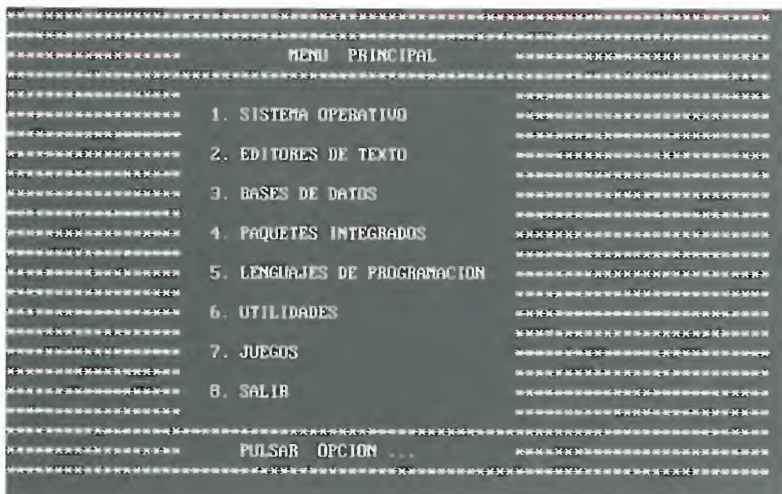 MENU PRINCIPAL
1. SISTEMA OPERATIVO
2. EDITORES DE TEXTO
3. BASES DE DATOS
4. PAQUETES INTEGRADOS
5. LENGUAJES DE PROGRAMACION
6. UTILIDADES
7. JUEGOS
8. SALIR
PULSAR OPCION ...